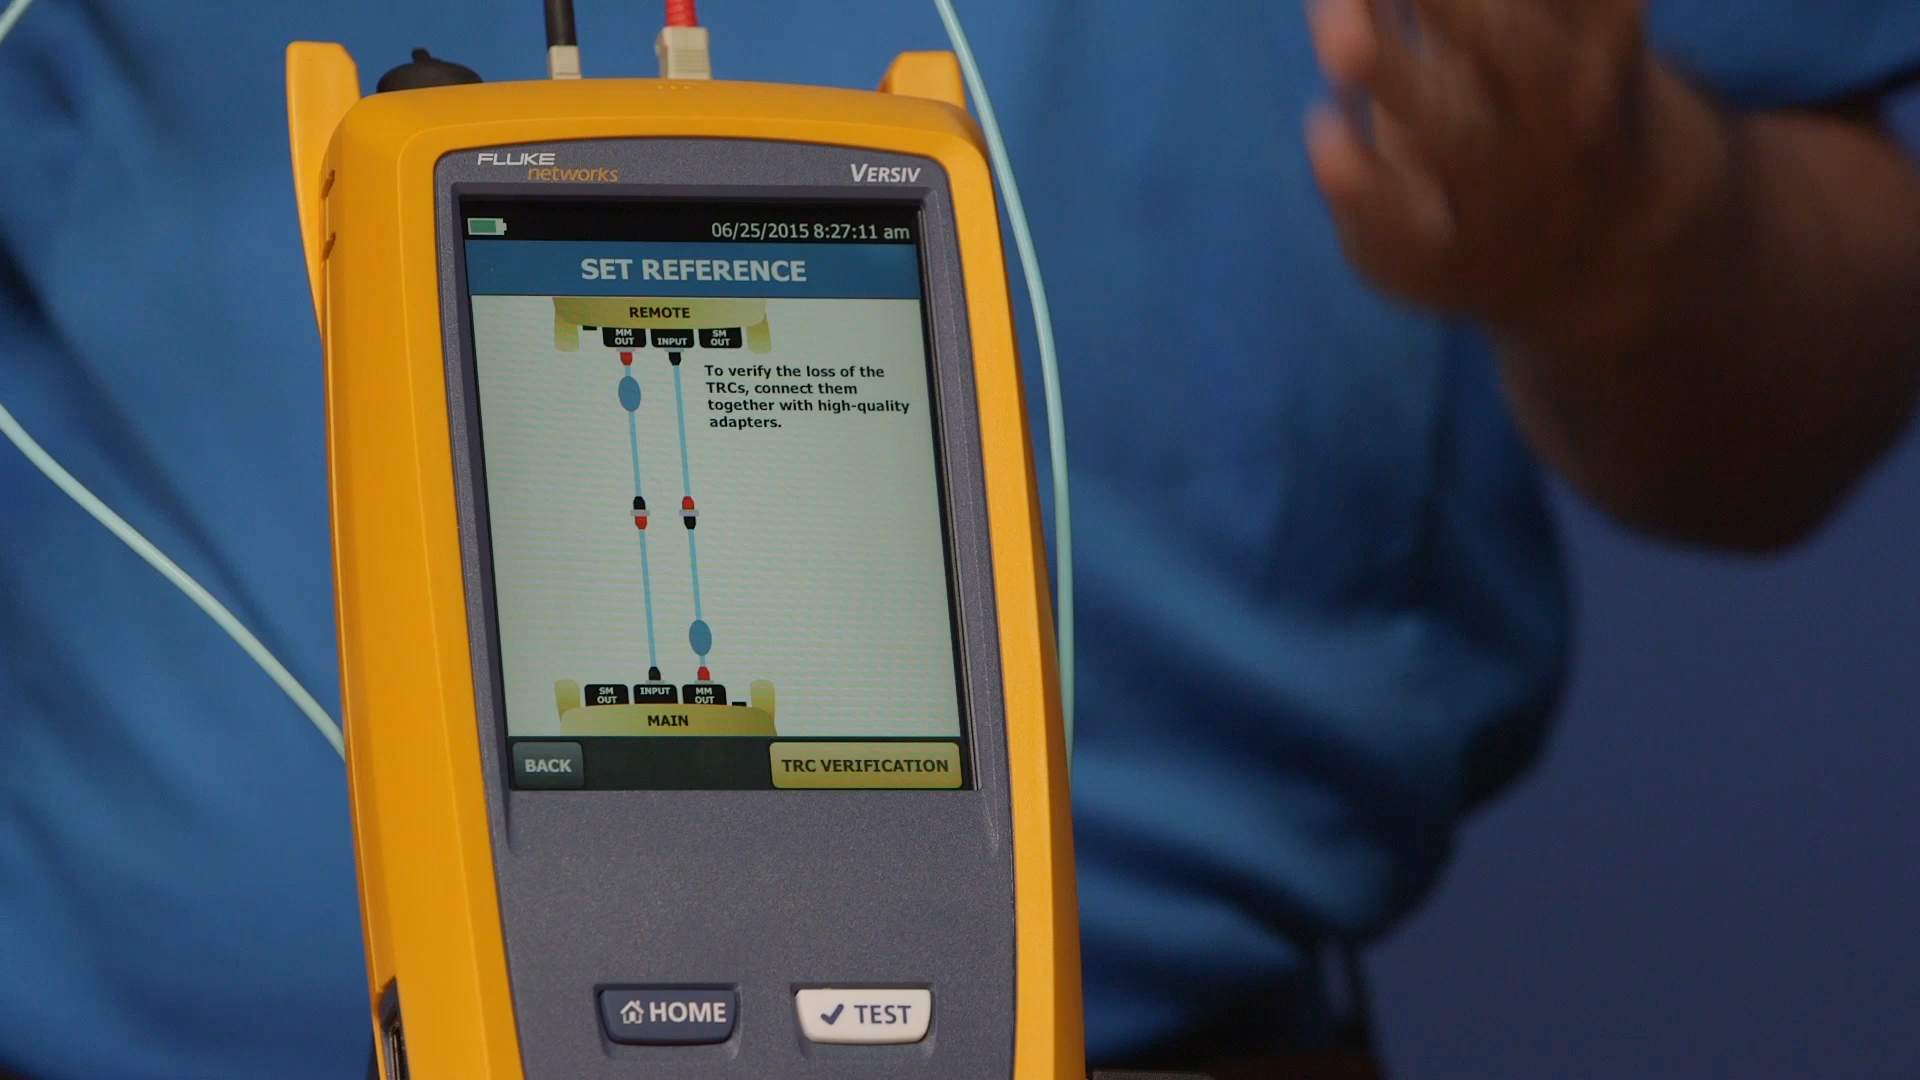 FLUKE
networks
VERSIV
06/25/2015 8:27:11 am
SET REFERENCE
REMOTE
MM
OUT
INPUT
SM
OUT
To verify the loss of the
TRCs, connect them
together with high-quality
adapters.
SM
OUT
INPUT
MM
OUT
MAIN
BACK
TRC VERIFICATION
HOME
TEST